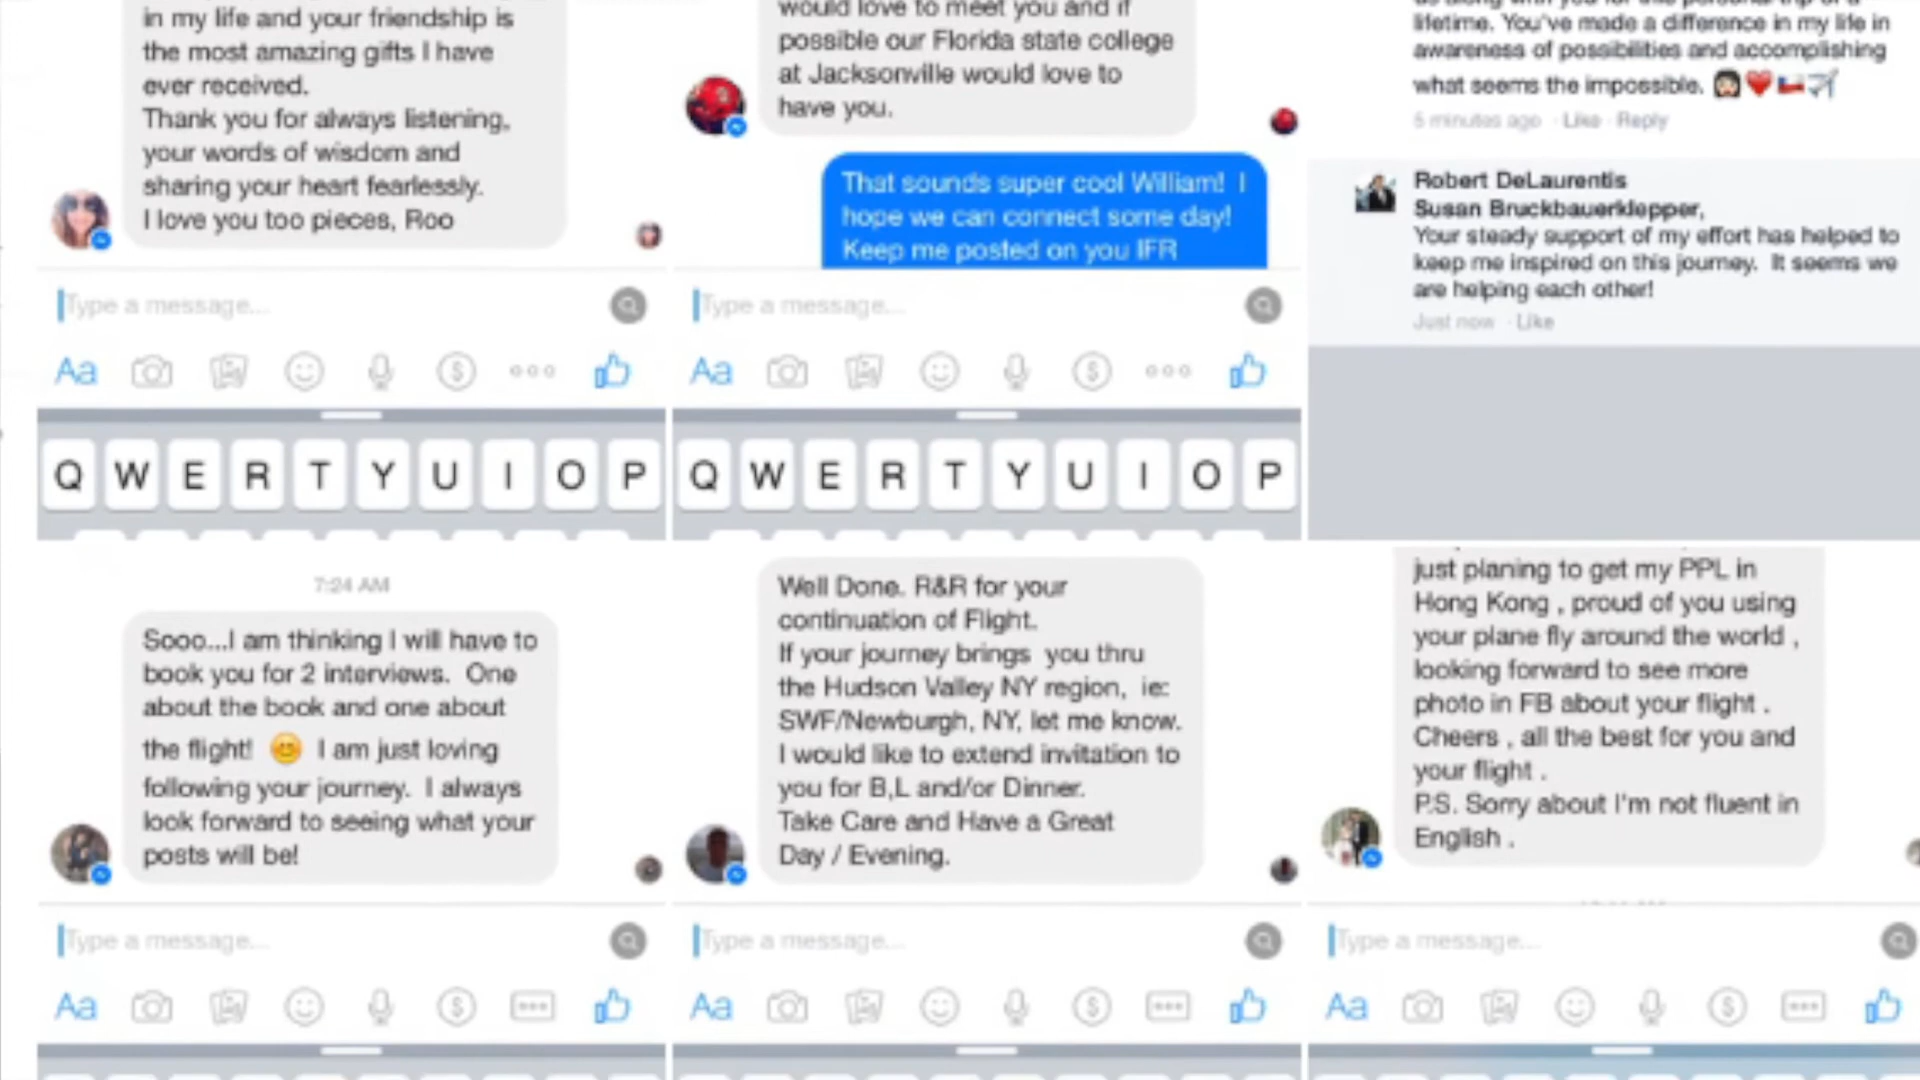 in my life and your friendship is
the most amazing gifts I have
ever received.
Thank you for always listening,
your words of wisdom and
sharing your heart fearlessly.
I love you too pieces, Roo
Type a message...
Aa
Q W E R T Y U I O P
would love to meet you and if
possible our Florida state college
at Jacksonville would love to
have you.
That sounds super cool William! I
hope we can connect some day!
Keep me posted on you IFR
Type a message...
Aa
Q W E R T Y U I O P
lifetime. You've made a difference in my life in
awareness of possibilities and accomplishing
what seems the impossible. 👩🏻❤️🇨🇱✈️
5 minutes ago · Like · Reply
Robert DeLaurentis
Susan Bruckbauerklepper,
Your steady support of my effort has helped to
keep me inspired on this journey. It seems we
are helping each other!
Just now · Like
7:24 AM
Sooo...I am thinking I will have to
book you for 2 interviews. One
about the book and one about
the flight! 😊 I am just loving
following your journey. I always
look forward to seeing what your
posts will be!
Type a message...
Aa
Well Done. R&R for your
continuation of Flight.
If your journey brings you thru
the Hudson Valley NY region, ie:
SWF/Newburgh, NY, let me know.
I would like to extend invitation to
you for B,L and/or Dinner.
Take Care and Have a Great
Day / Evening.
Type a message...
Aa
just planing to get my PPL in
Hong Kong , proud of you using
your plane fly around the world ,
looking forward to see more
photo in FB about your flight .
Cheers , all the best for you and
your flight .
P.S. Sorry about I'm not fluent in
English .
Type a message...
Aa